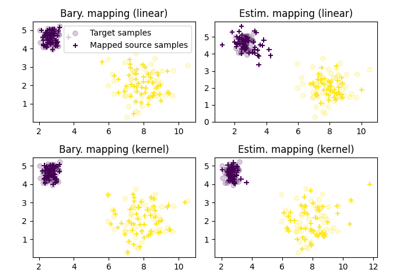 Bary. mapping (linear)
Estim. mapping (linear)
Target samples
Mapped source samples
5
4
3
2
1
2 4 6 8 10
5
4
3
2
1
0
2 4 6 8 10
Bary. mapping (kernel)
Estim. mapping (kernel)
5
4
3
2
1
2 4 6 8 10
5
4
3
2
1
2 4 6 8 10 12